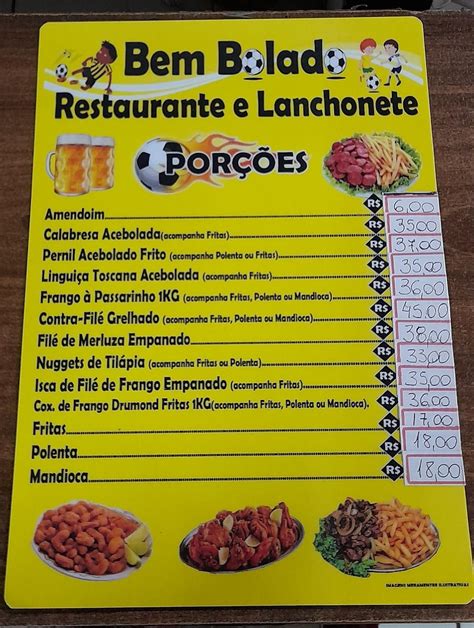 Bem Bolado
Restaurante e Lanchonete
PORÇÕES
Amendoim R$ 6,00
Calabresa Acebolada (acompanha Fritas) R$ 35,00
Pernil Acebolado Frito (acompanha Polenta ou Fritas) R$ 37,00
Linguiça Toscana Acebolada (acompanha Fritas) R$ 35,00
Frango à Passarinho 1KG (acompanha Fritas, Polenta ou Mandioca) R$ 36,00
Contra-Filé Grelhado (acompanha Fritas, Polenta ou Mandioca) R$ 45,00
Filé de Merluza Empanado R$ 38,00
Nuggets de Tilápia (acompanha Fritas ou Polenta) R$ 33,00
Isca de Filé de Frango Empanado (acompanha Fritas) R$ 35,00
Cox. de Frango Drumond Fritas 1KG (acompanha Fritas, Polenta ou Mandioca). R$ 36,00
Fritas R$ 17,00
Polenta R$ 18,00
Mandioca R$ 18,00
IMAGENS MERAMENTES ILUSTRATIVAS